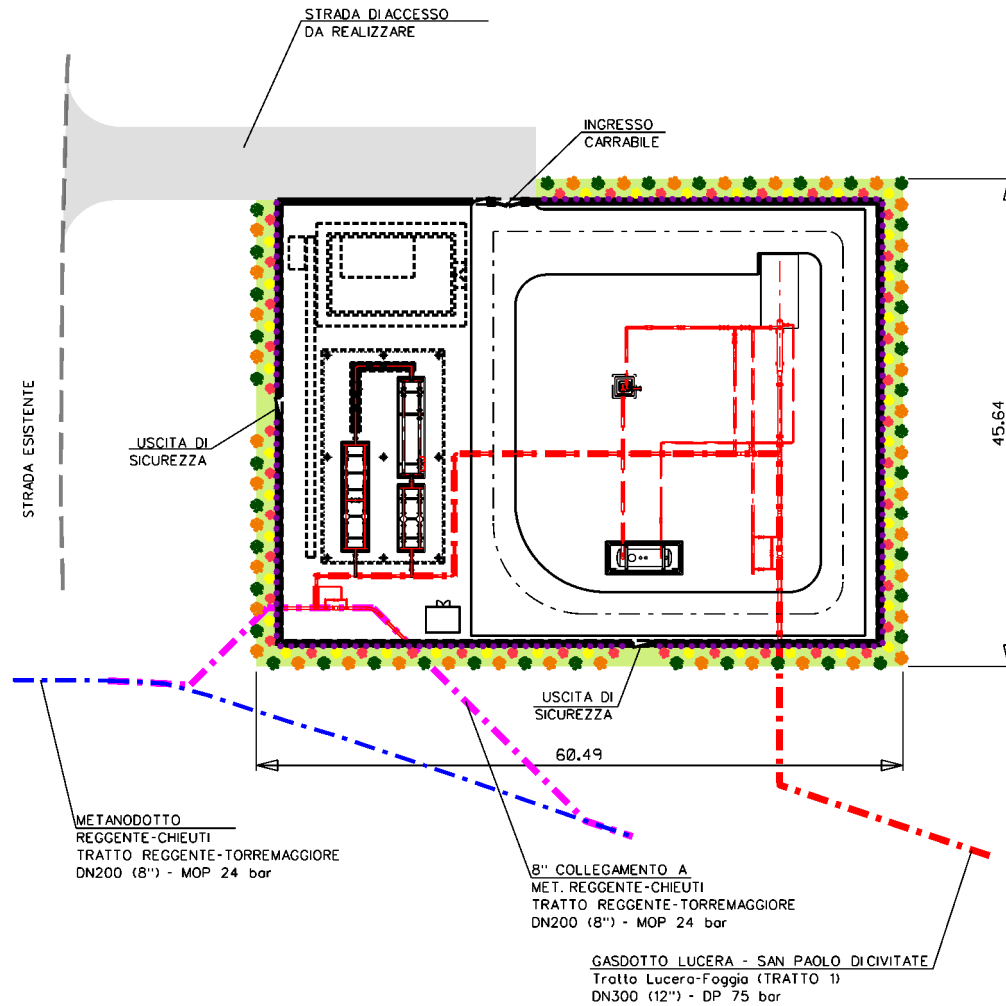 STRADA DI ACCESSO
DA REALIZZARE
INGRESSO
CARRABILE
STRADA ESISTENTE
USCITA DI
SICUREZZA
45.64
USCITA DI
SICUREZZA
60.49
METANODOTTO
REGGENTE-CHIEUTI
TRATTO REGGENTE-TORREMAGGIORE
DN200 (8") - MOP 24 bar
8" COLLEGAMENTO A
MET. REGGENTE-CHIEUTI
TRATTO REGGENTE-TORREMAGGIORE
DN200 (8") - MOP 24 bar
GASDOTTO LUCERA - SAN PAOLO DI CIVITATE
Tratto Lucera-Foggia (TRATTO 1)
DN300 (12") - DP 75 bar